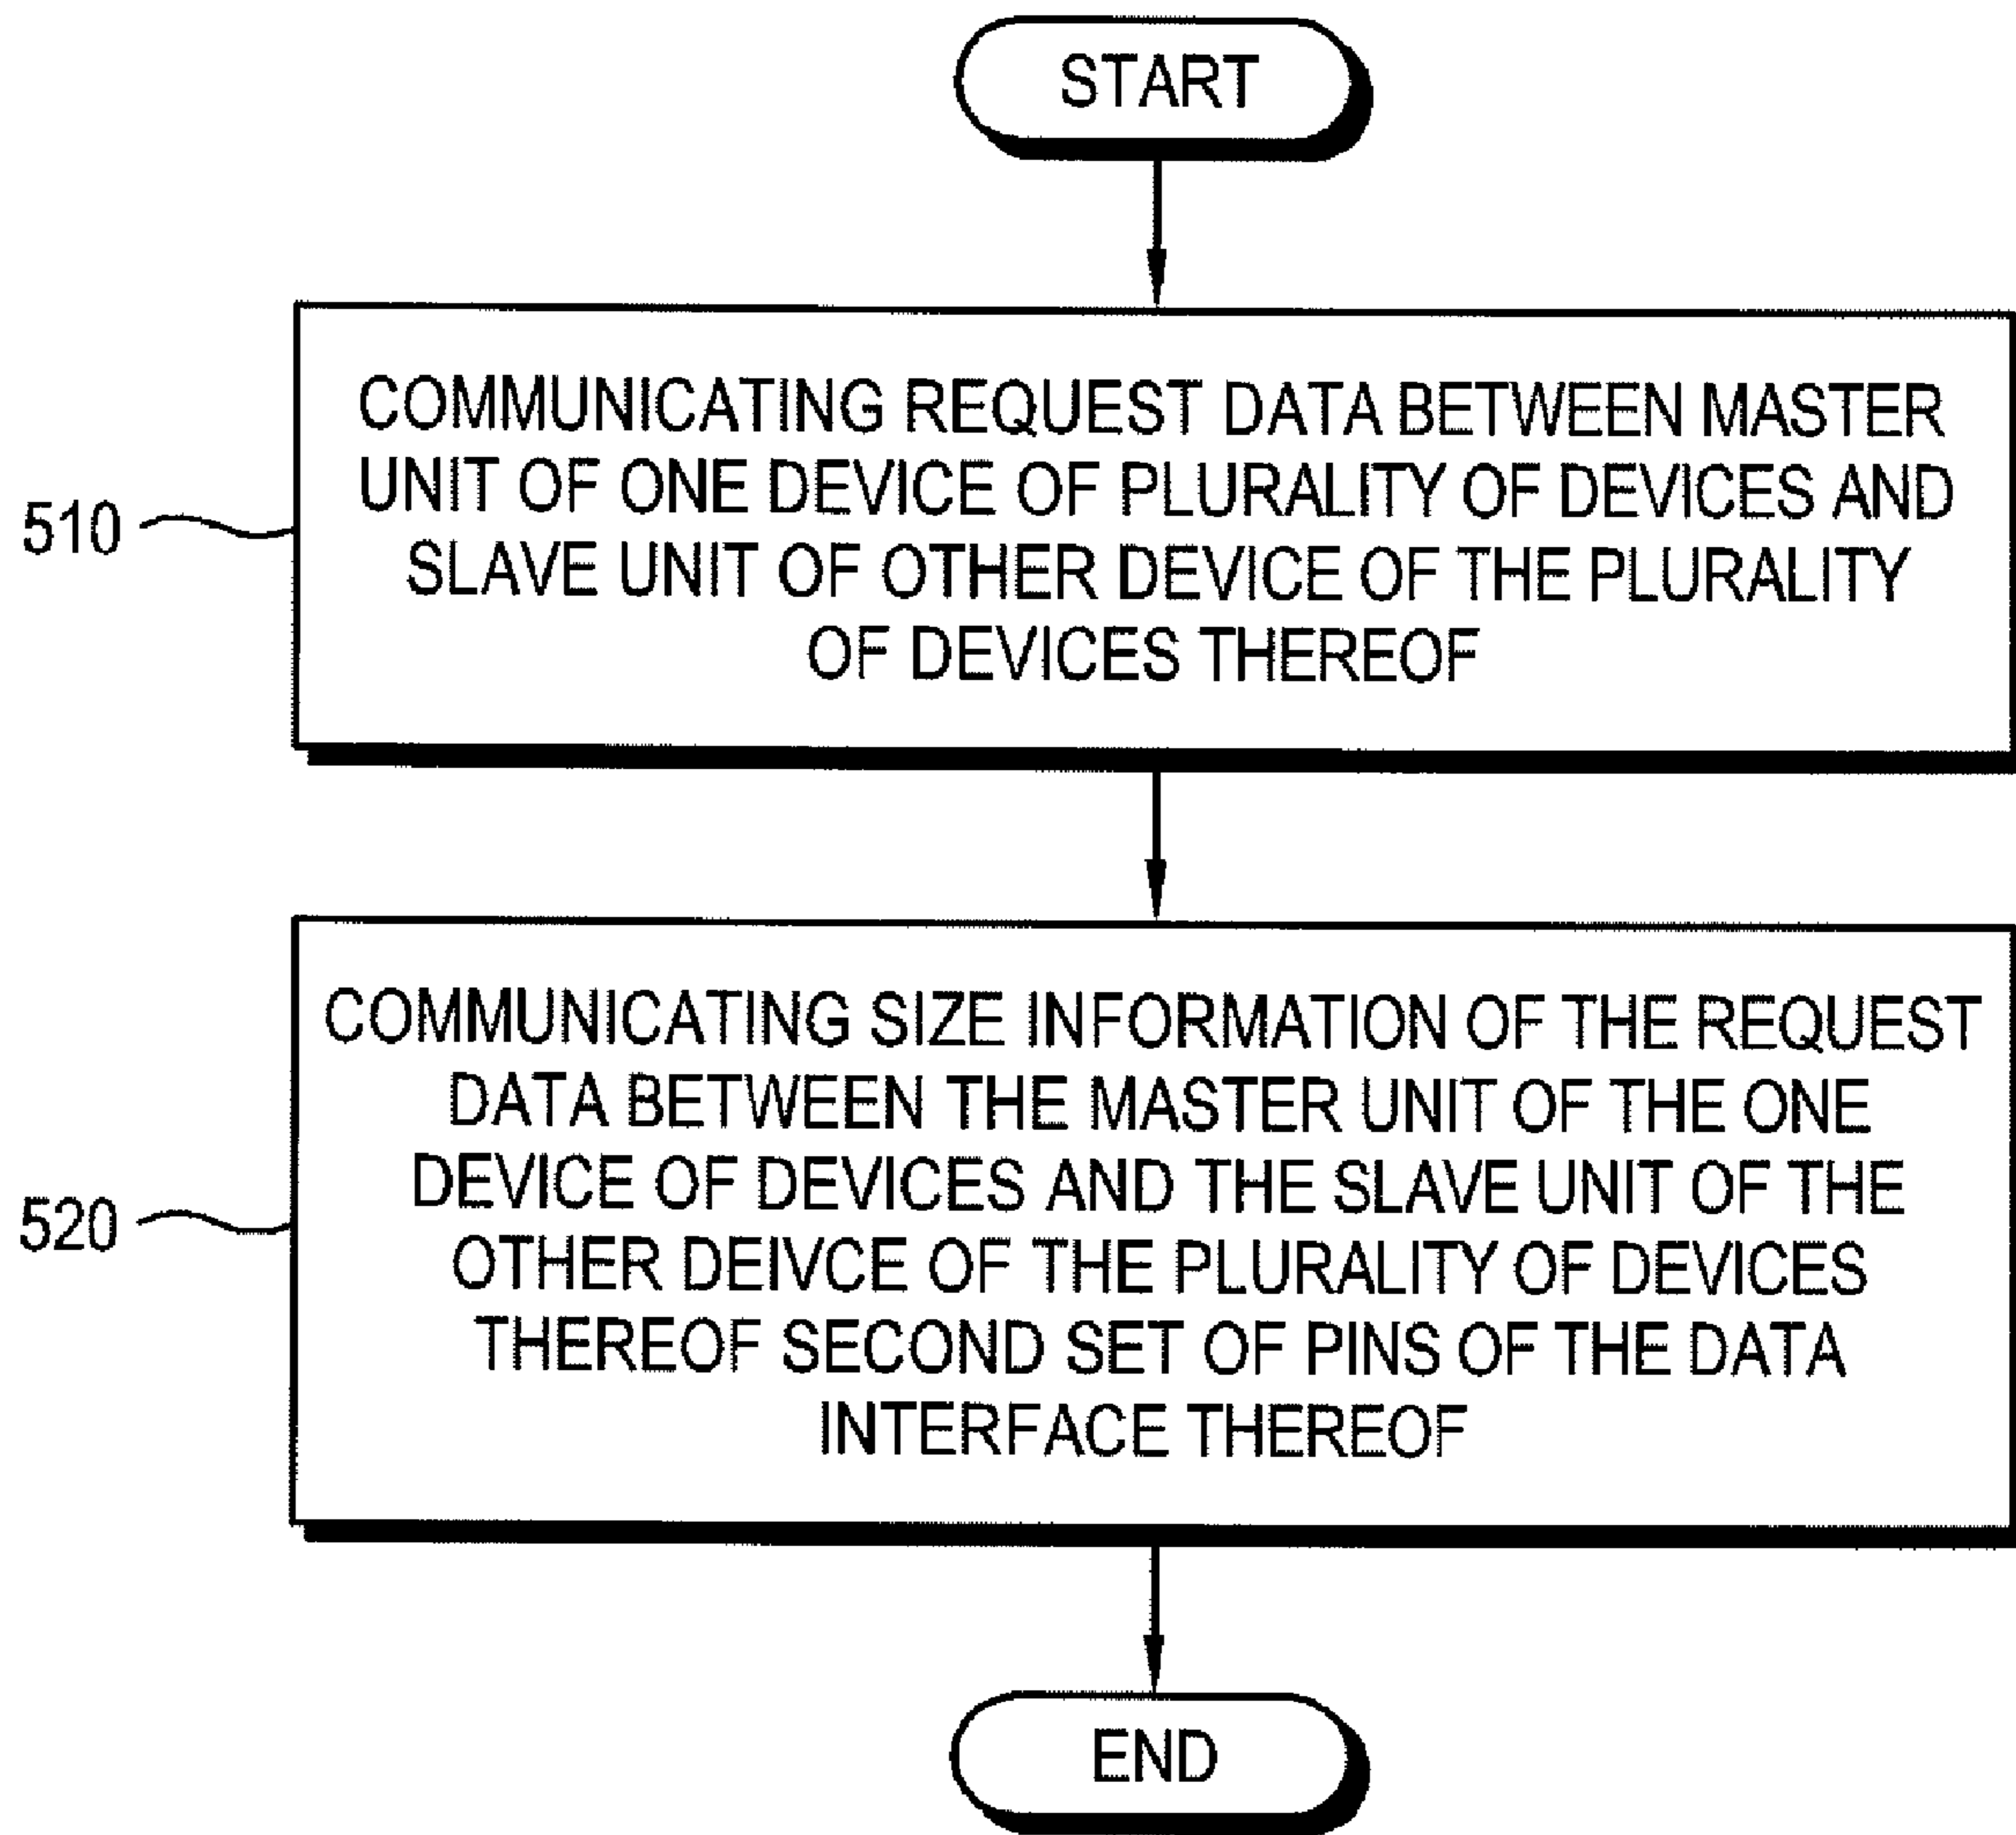 START
COMMUNICATING REQUEST DATA BETWEEN MASTER
UNIT OF ONE DEVICE OF PLURALITY OF DEVICES AND
SLAVE UNIT OF OTHER DEVICE OF THE PLURALITY
OF DEVICES THEREOF
510
COMMUNICATING SIZE INFORMATION OF THE REQUEST
DATA BETWEEN THE MASTER UNIT OF THE ONE
DEVICE OF DEVICES AND THE SLAVE UNIT OF THE
OTHER DEIVCE OF THE PLURALITY OF DEVICES
THEREOF SECOND SET OF PINS OF THE DATA
INTERFACE THEREOF
520
END